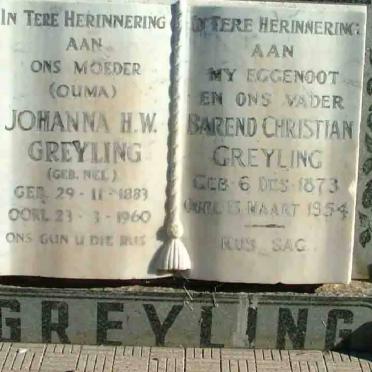 IN TERE HERINNERING
AAN
ONS MOEDER
(OUMA)
JOHANNA H.W.
GREYLING
(GEB. NEL)
GEB. 29-11-1883
OORL. 23-3-1960
ONS GUN U DIE RUS
IN TERE HERINNERING
AAN
MY EGGENOOT
EN ONS VADER
BAREND CHRISTIAN
GREYLING
GEB 6 DES 1873
OORL 13 MAART 1954
RUS SAG
GREYLING